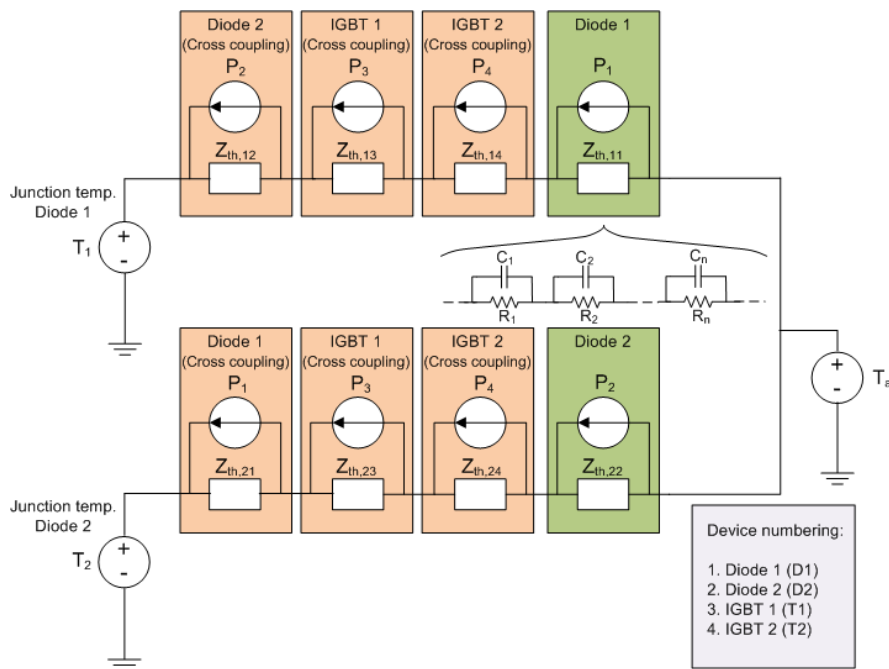 Diode 2
(Cross coupling)
IGBT 1
(Cross coupling)
IGBT 2
(Cross coupling)
Diode 1
P2
P3
P4
P1
Zth,12
Zth,13
Zth,14
Zth,11
Junction temp.
Diode 1
T1
+
-
C1
C2
Cn
R1
R2
Rn
Diode 1
(Cross coupling)
IGBT 1
(Cross coupling)
IGBT 2
(Cross coupling)
Diode 2
P1
P3
P4
P2
+
-
Ta
Zth,21
Zth,23
Zth,24
Zth,22
Junction temp.
Diode 2
T2
+
-
Device numbering:
1. Diode 1 (D1)
2. Diode 2 (D2)
3. IGBT 1 (T1)
4. IGBT 2 (T2)